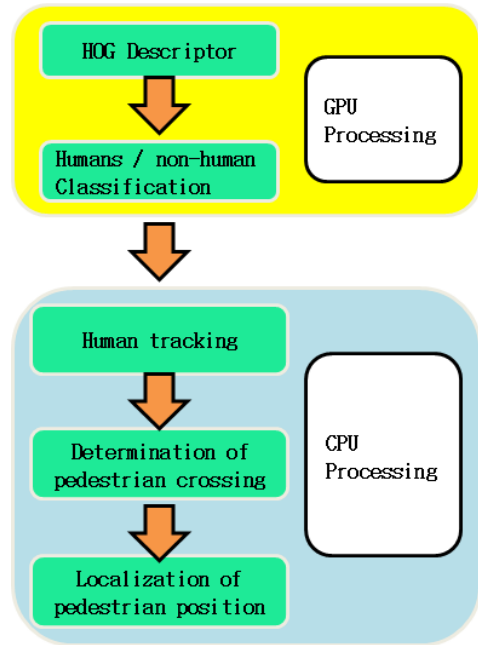 HOG Descriptor
Humans / non-human
Classification
GPU
Processing
Human tracking
Determination of
pedestrian crossing
Localization of
pedestrian position
CPU
Processing